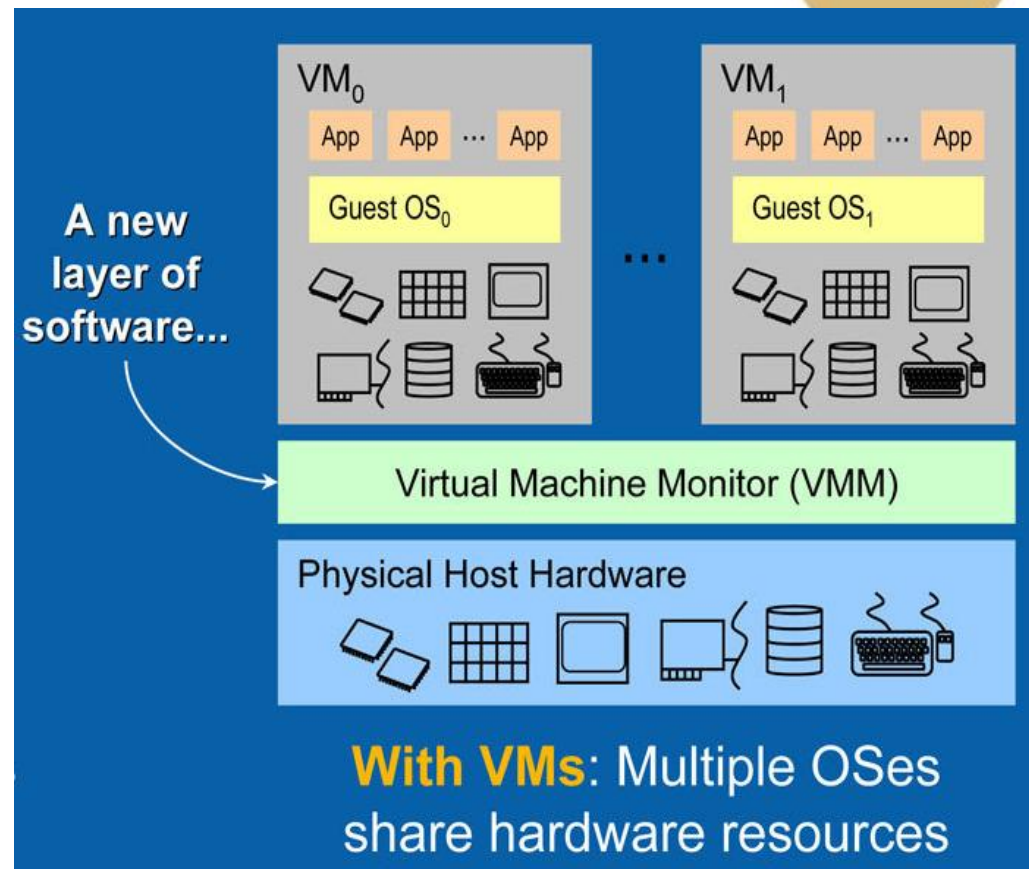 VM₀
App App ... App
Guest OS₀
...
VM₁
App App ... App
Guest OS₁
A new
layer of
software...
Virtual Machine Monitor (VMM)
Physical Host Hardware
With VMs: Multiple OSes
share hardware resources